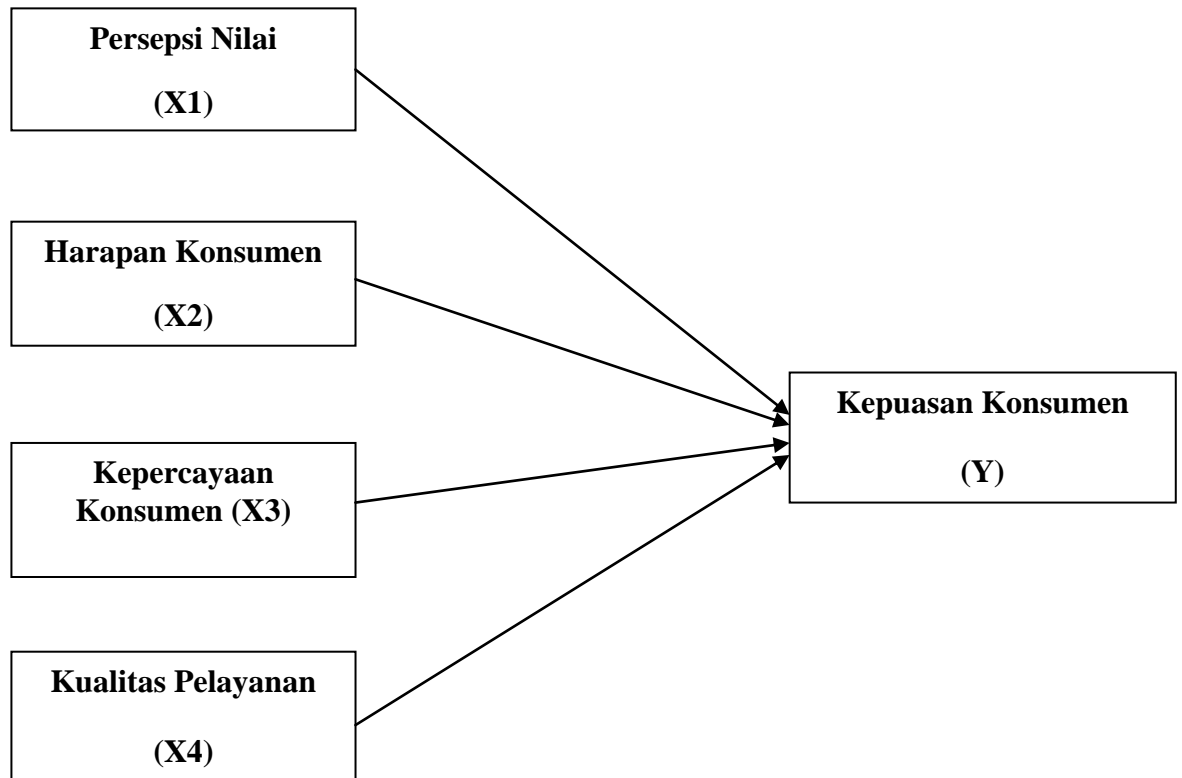 Persepsi Nilai
(X1)
Harapan Konsumen
(X2)
Kepercayaan
Konsumen (X3)
Kualitas Pelayanan
(X4)
Kepuasan Konsumen
(Y)